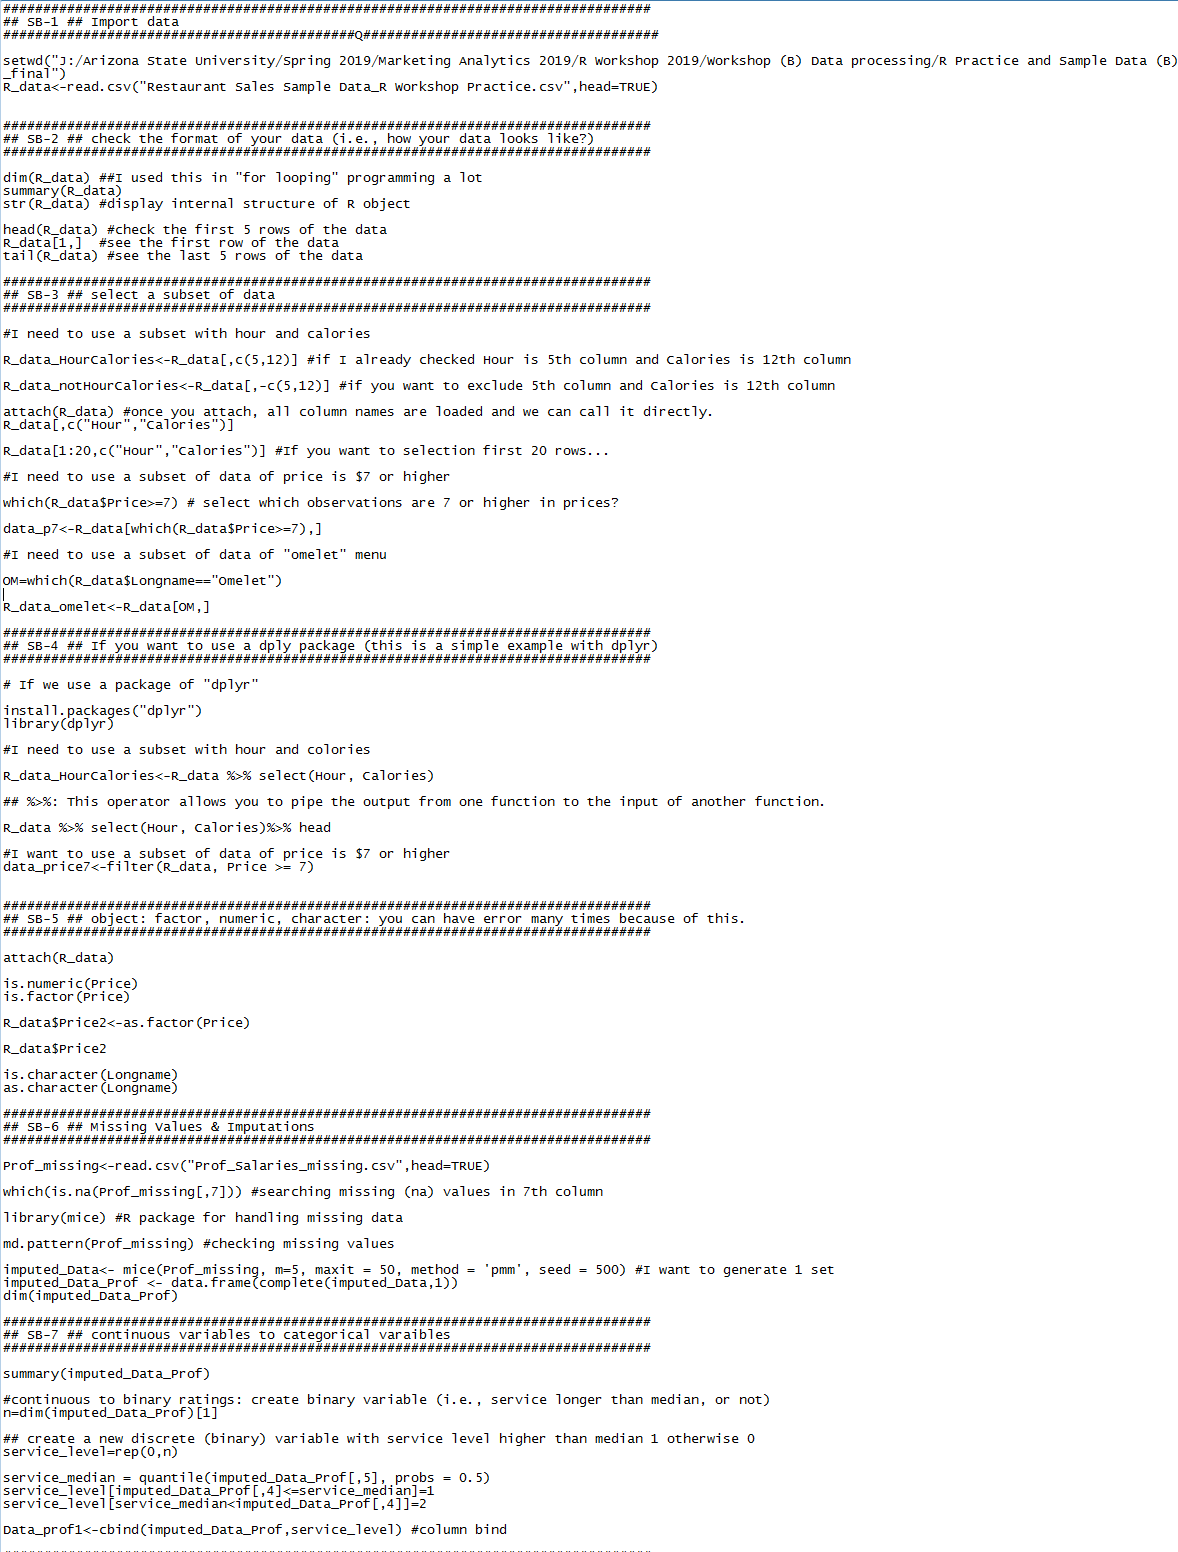 #################################################################################
## SB-1 ## Import data
############################################Q#####################################
setwd("J:/Arizona State University/Spring 2019/Marketing Analytics 2019/R Workshop 2019/Workshop (B) Data processing/R Practice and Sample Data (B)
_final")
R_data<-read.csv("Restaurant Sales Sample Data_R Workshop Practice.csv",head=TRUE)
#################################################################################
## SB-2 ## check the format of your data (i.e., how your data looks like?)
#################################################################################
dim(R_data) ##I used this in "for looping" programming a lot
summary(R_data)
str(R_data) #display internal structure of R object
head(R_data) #check the first 5 rows of the data
R_data[1,]  #see the first row of the data
tail(R_data) #see the last 5 rows of the data
#################################################################################
## SB-3 ## select a subset of data
#################################################################################
#I need to use a subset with hour and calories
R_data_HourCalories<-R_data[,c(5,12)] #if I already checked Hour is 5th column and Calories is 12th column
R_data_notHourCalories<-R_data[,-c(5,12)] #if you want to exclude 5th column and Calories is 12th column
attach(R_data) #once you attach, all column names are loaded and we can call it directly.
R_data[,c("Hour","Calories")]
R_data[1:20,c("Hour","Calories")] #If you want to selection first 20 rows...
#I need to use a subset of data of price is $7 or higher
which(R_data$Price>=7) # select which observations are 7 or higher in prices?
data_p7<-R_data[which(R_data$Price>=7),]
#I need to use a subset of data of "omelet" menu
OM=which(R_data$Longname=="Omelet")
R_data_omelet<-R_data[OM,]
#################################################################################
## SB-4 ## If you want to use a dply package (this is a simple example with dplyr)
#################################################################################
# If we use a package of "dplyr"
install.packages("dplyr")
library(dplyr)
#I need to use a subset with hour and colories
R_data_HourCalories<-R_data %>% select(Hour, Calories)
## %>%: This operator allows you to pipe the output from one function to the input of another function.
R_data %>% select(Hour, Calories)%>% head
#I want to use a subset of data of price is $7 or higher
data_price7<-filter(R_data, Price >= 7)
#################################################################################
## SB-5 ## object: factor, numeric, character: you can have error many times because of this.
#################################################################################
attach(R_data)
is.numeric(Price)
is.factor(Price)
R_data$Price2<-as.factor(Price)
R_data$Price2
is.character(Longname)
as.character(Longname)
#################################################################################
## SB-6 ## Missing Values & Imputations
#################################################################################
Prof_missing<-read.csv("Prof_Salaries_missing.csv",head=TRUE)
which(is.na(Prof_missing[,7])) #searching missing (na) values in 7th column
library(mice) #R package for handling missing data
md.pattern(Prof_missing) #checking missing values
imputed_Data<- mice(Prof_missing, m=5, maxit = 50, method = 'pmm', seed = 500) #I want to generate 1 set
imputed_Data_Prof <- data.frame(complete(imputed_Data,1))
dim(imputed_Data_Prof)
#################################################################################
## SB-7 ## continuous variables to categorical varaibles
#################################################################################
summary(imputed_Data_Prof)
#continuous to binary ratings: create binary variable (i.e., service longer than median, or not)
n=dim(imputed_Data_Prof)[1]
## create a new discrete (binary) variable with service level higher than median 1 otherwise 0
service_level=rep(0,n)
service_median = quantile(imputed_Data_Prof[,5], probs = 0.5)
service_level[imputed_Data_Prof[,4]<=service_median]=1
service_level[service_median<imputed_Data_Prof[,4]]=2
Data_prof1<-cbind(imputed_Data_Prof,service_level) #column bind